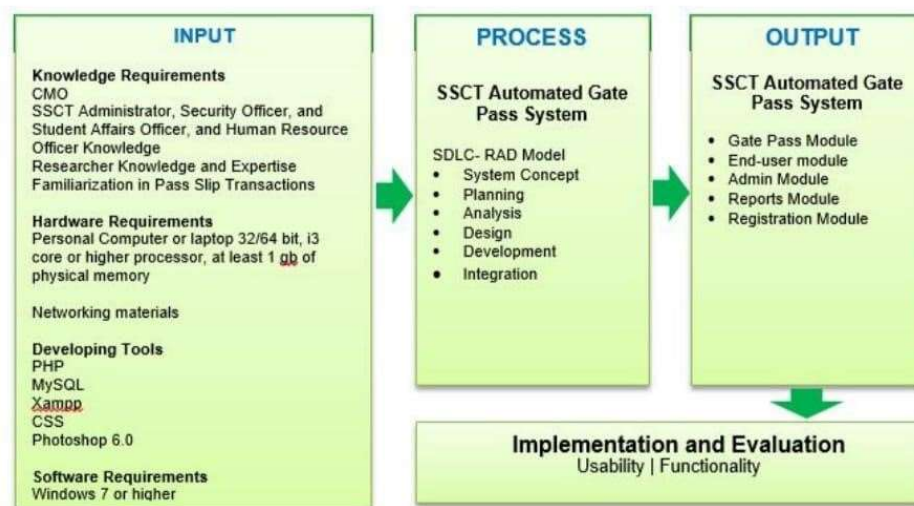 INPUT
Knowledge Requirements
CMO
SSCT Administrator, Security Officer, and
Student Affairs Officer, and Human Resource
Officer Knowledge
Researcher Knowledge and Expertise
Familiarization in Pass Slip Transactions
Hardware Requirements
Personal Computer or laptop 32/64 bit, i3
core or higher processor, at least 1 gb of
physical memory
Networking materials
Developing Tools
PHP
MySQL
Xampp
CSS
Photoshop 6.0
Software Requirements
Windows 7 or higher
PROCESS
SSCT Automated Gate
Pass System
SDLC- RAD Model
• System Concept
• Planning
• Analysis
• Design
• Development
• Integration
OUTPUT
SSCT Automated Gate
Pass System
• Gate Pass Module
• End-user module
• Admin Module
• Reports Module
• Registration Module
Implementation and Evaluation
Usability | Functionality